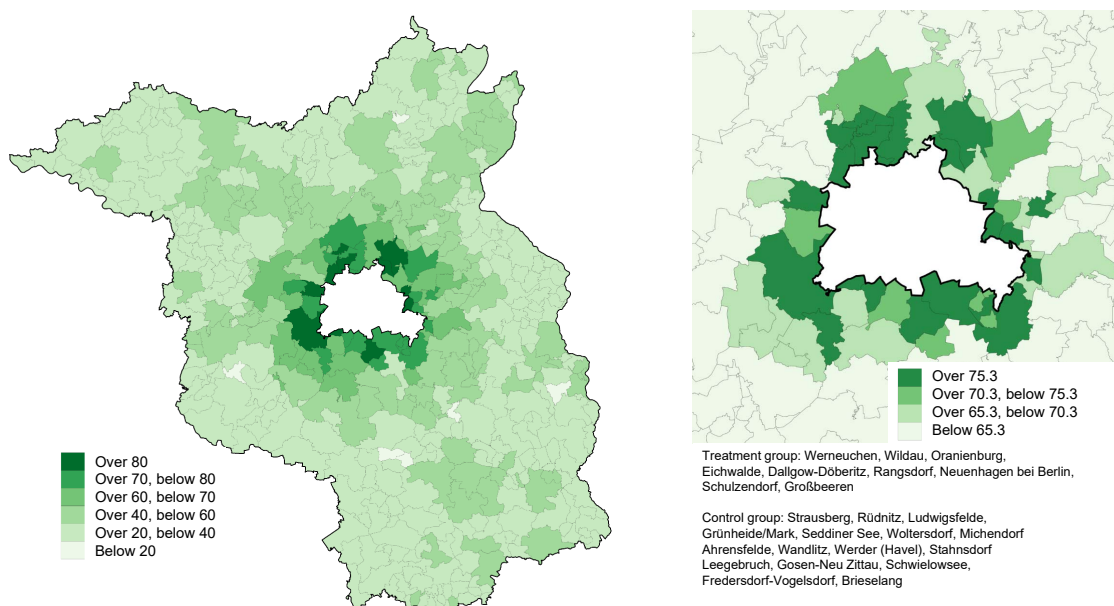 Over 80
Over 70, below 80
Over 60, below 70
Over 40, below 60
Over 20, below 40
Below 20
Over 75.3
Over 70.3, below 75.3
Over 65.3, below 70.3
Below 65.3
Treatment group: Werneuchen, Wildau, Oranienburg,
Eichwalde, Dallgow-Döberitz, Rangsdorf, Neuenhagen bei Berlin,
Schulzendorf, Großbeeren
Control group: Strausberg, Rüdnitz, Ludwigsfelde,
Grünheide/Mark, Seddiner See, Woltersdorf, Michendorf
Ahrensfelde, Wandlitz, Werder (Havel), Stahnsdorf
Leegebruch, Gosen-Neu Zittau, Schwielowsee,
Fredersdorf-Vogelsdorf, Brieselang